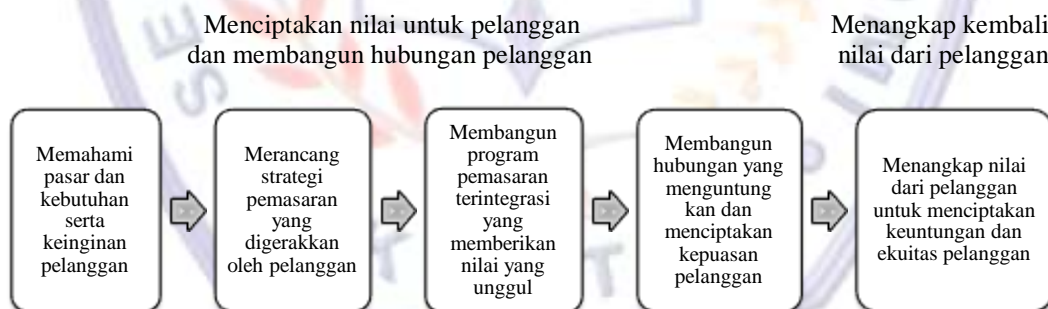 Menciptakan nilai untuk pelanggan
dan membangun hubungan pelanggan
Menangkap kembali
nilai dari pelanggan
Memahami
pasar dan
kebutuhan
serta
keinginan
pelanggan
Merancang
strategi
pemasaran
yang
digerakkan
oleh pelanggan
Membangun
program
pemasaran
terintegrasi
yang
memberikan
nilai yang
unggul
Membangun
hubungan yang
menguntung
kan dan
menciptakan
kepuasan
pelanggan
Menangkap nilai
dari pelanggan
untuk menciptakan
keuntungan dan
ekuitas pelanggan